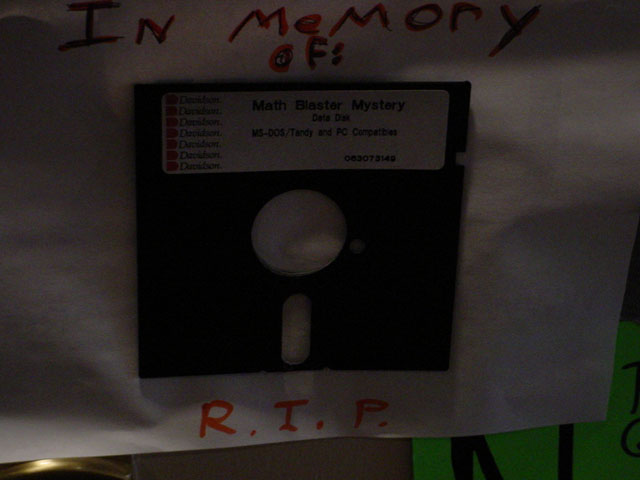 In Memory
OF:
Davidson.
Davidson.
Davidson.
Davidson.
Davidson.
Davidson.
Davidson.
Math Blaster Mystery
Data Disk
MS-DOS/Tandy and PC Compatibles
063073149
R.I.P.